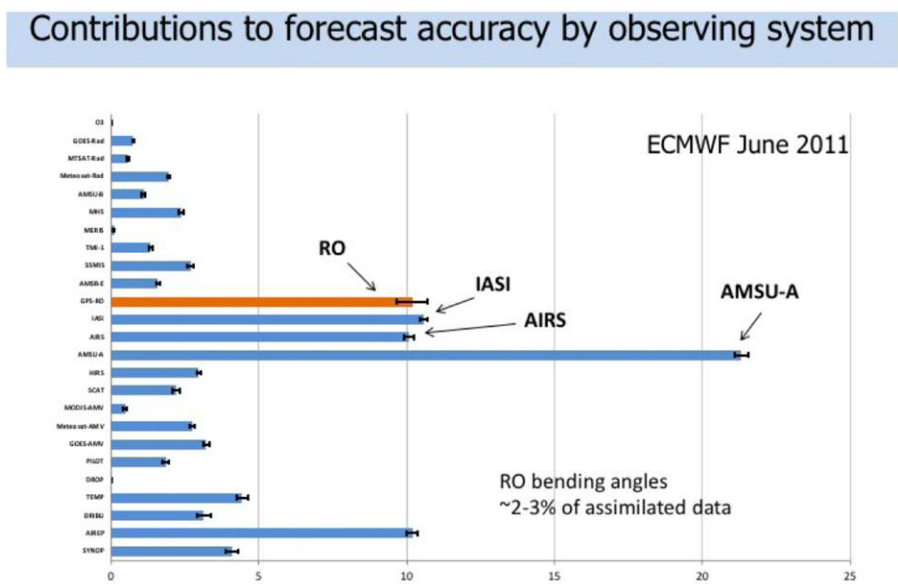 Contributions to forecast accuracy by observing system
ECMWF June 2011
O3
GOES-Rad
MTSAT-Rad
Meteosat-Rad
AMSU-B
MHS
MERIS
TMI-1
SSMIS
AMSR-E
GPS-RO
IASI
AIRS
AMSU-A
HIRS
SCAT
MODIS-AMV
Meteosat-AMV
GOES-AMV
PILOT
DROP
TEMP
DRIBU
AIREP
SYNOP
RO
IASI
AIRS
AMSU-A
RO bending angles
~2-3% of assimilated data
0 5 10 15 20 25